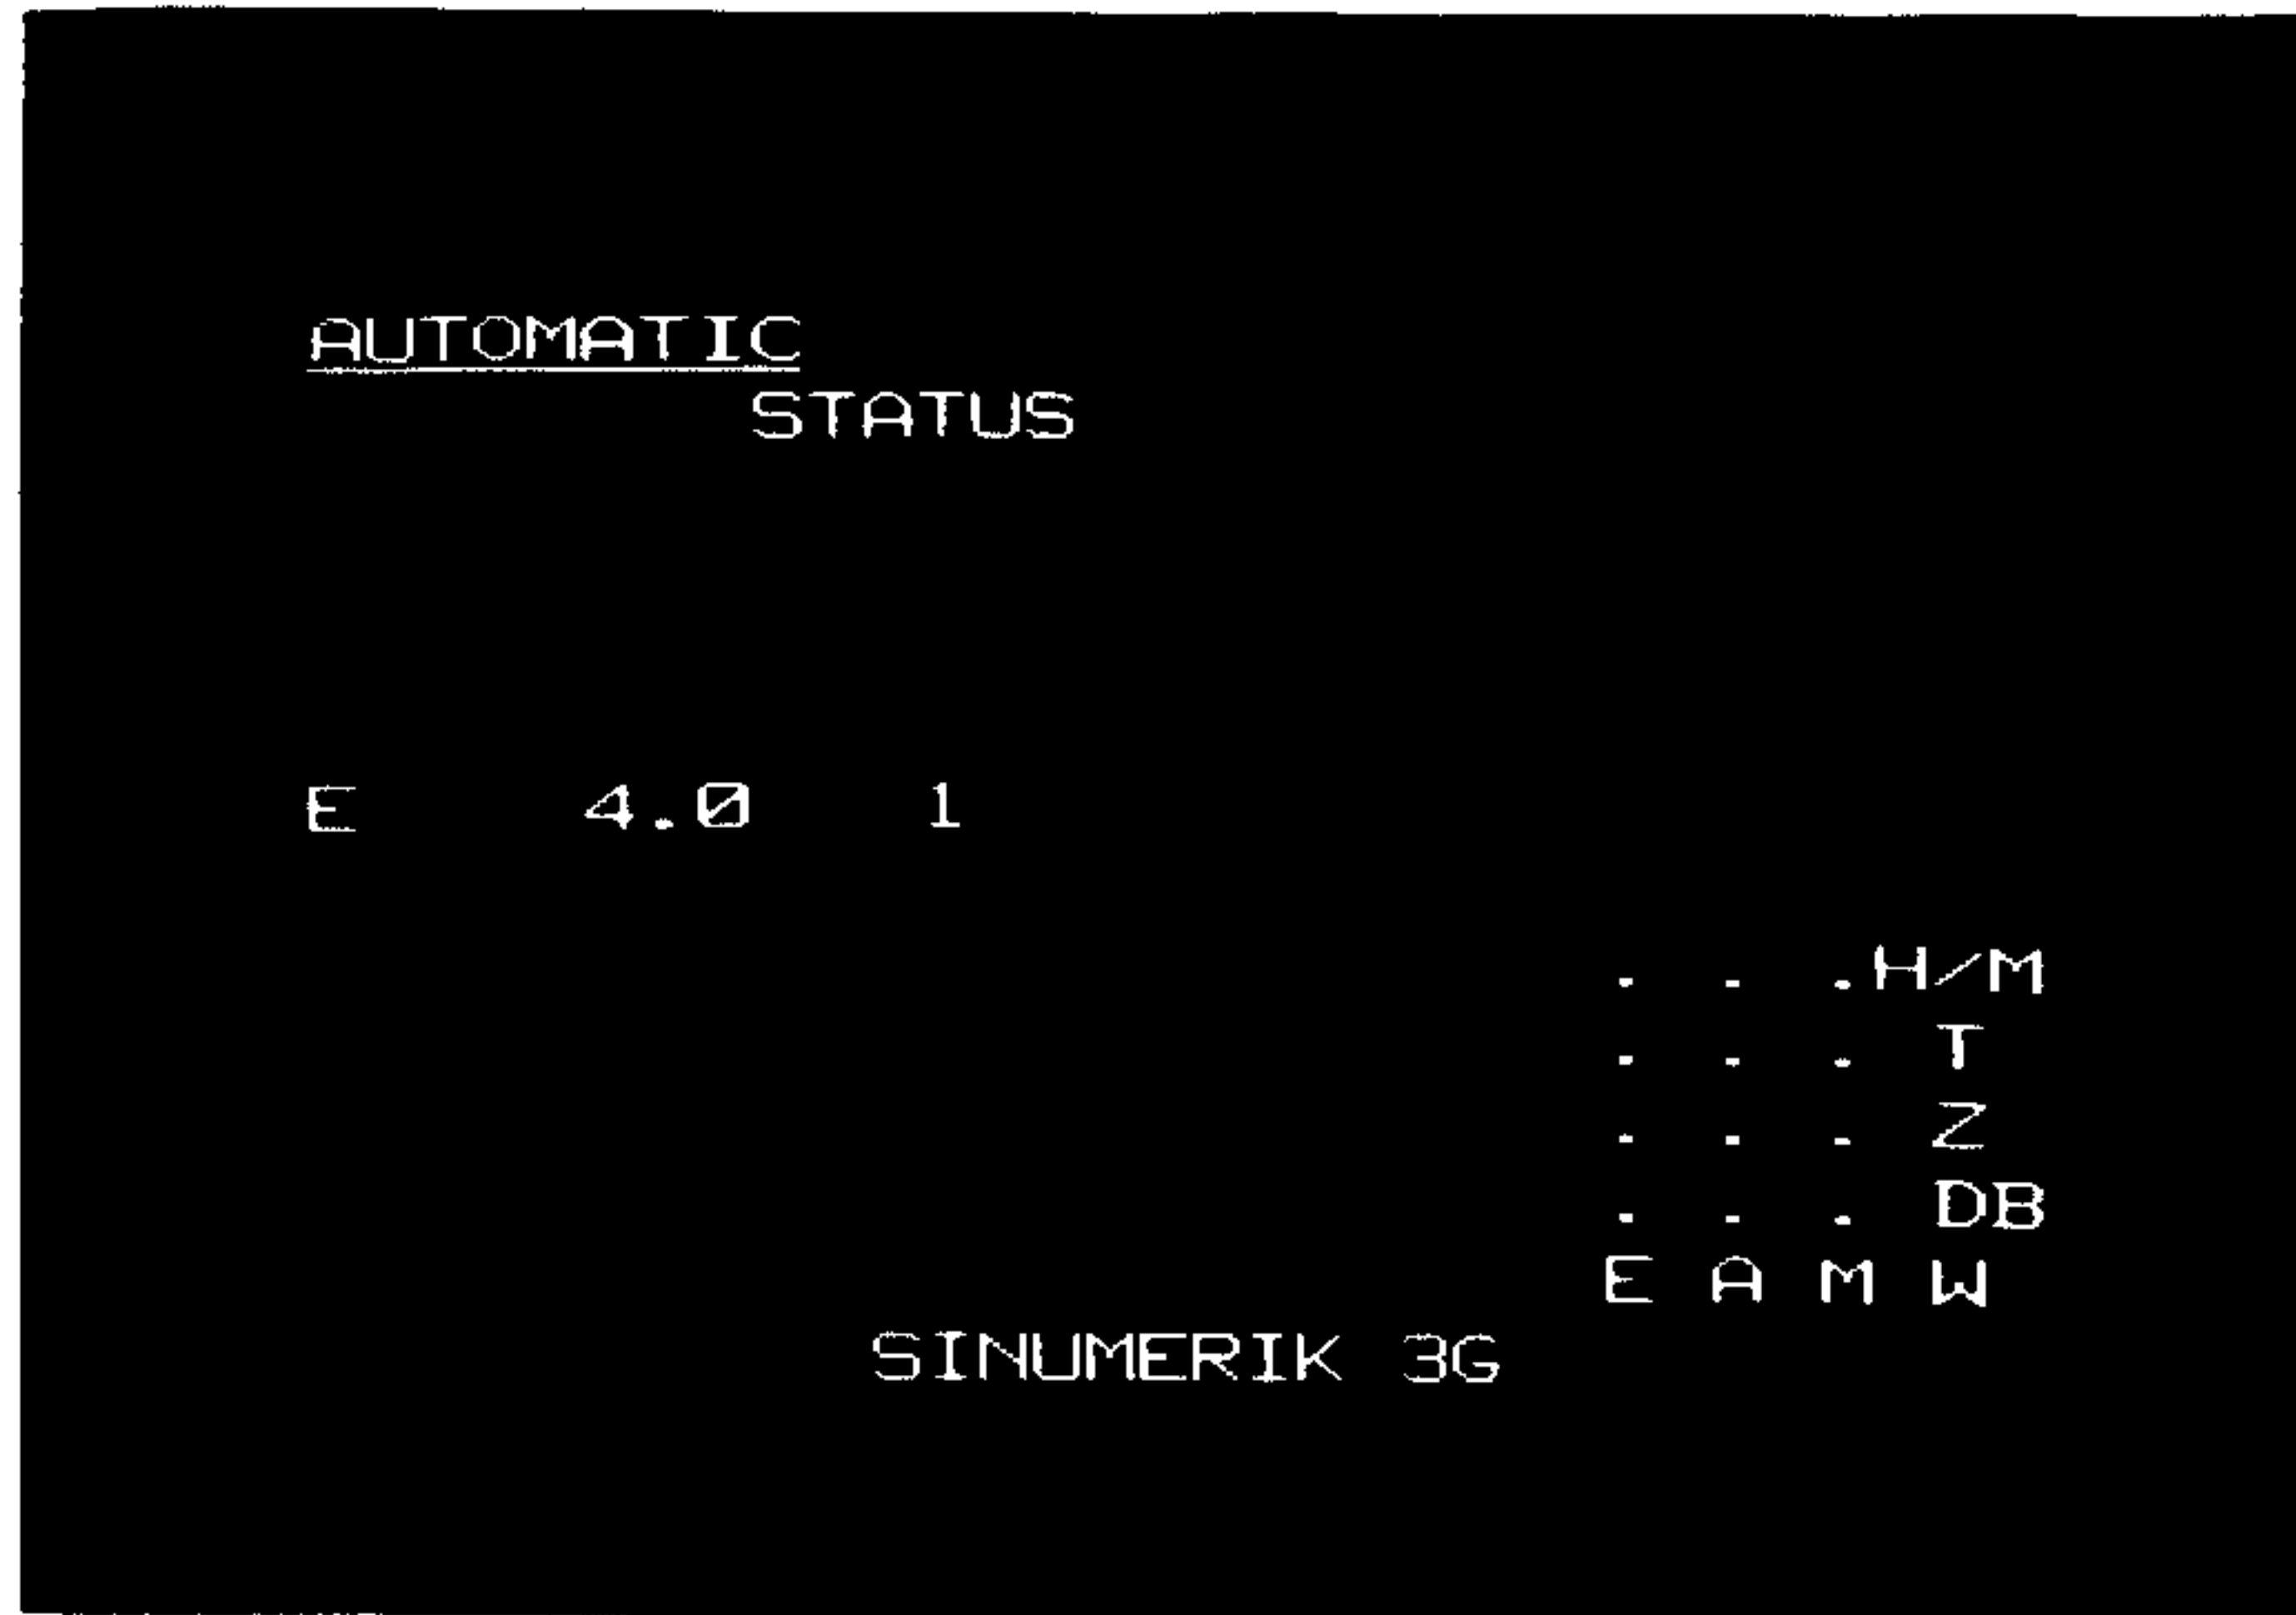 AUTOMATIC
STATUS
E 4.0 1
. . . H/M
. . . T
. . . Z
. . . DB
E A M W
SINUMERIK 3G